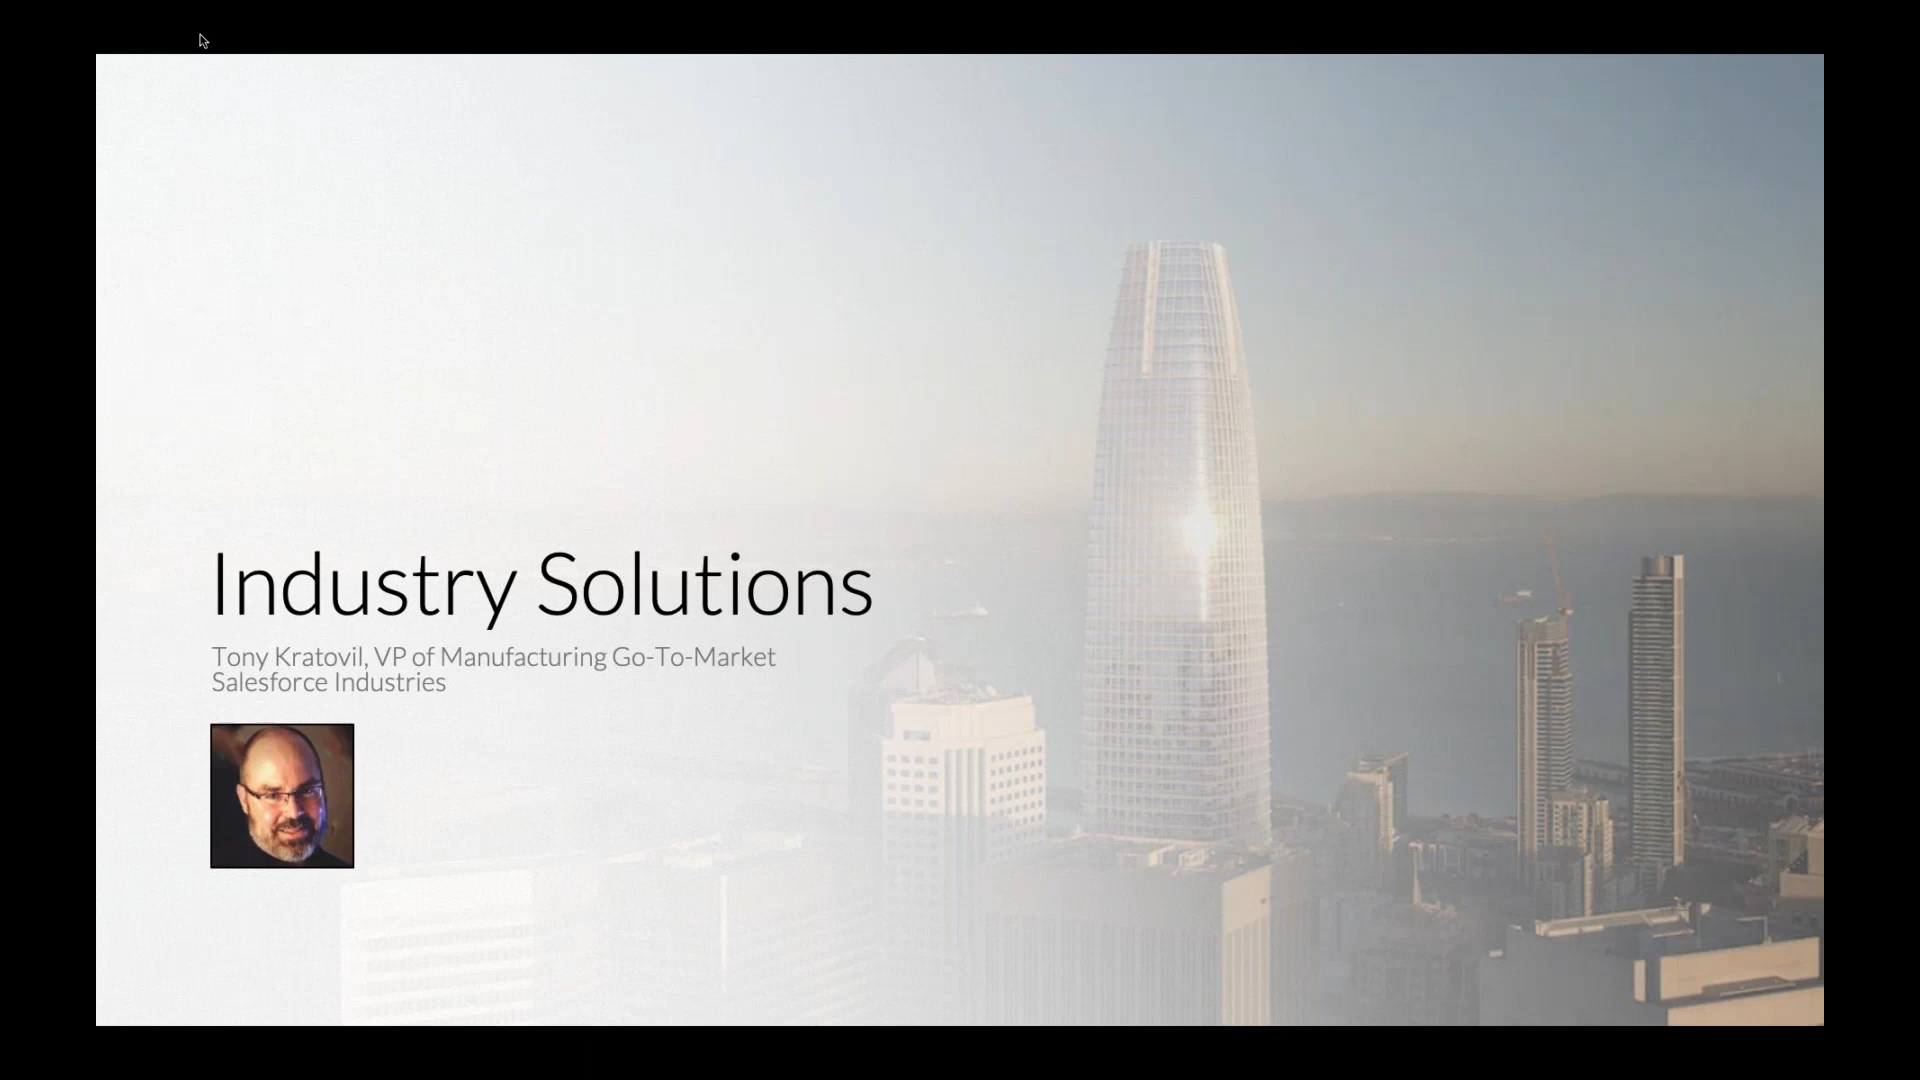 Industry Solutions
Tony Kratovil, VP of Manufacturing Go-To-Market
Salesforce Industries